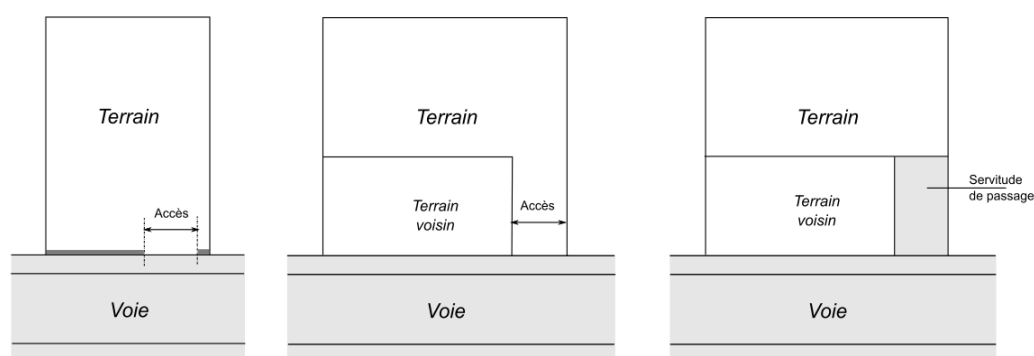 Terrain
Accès
Voie
Terrain
Terrain
voisin
Accès
Voie
Terrain
Terrain
voisin
Servitude
de passage
Voie